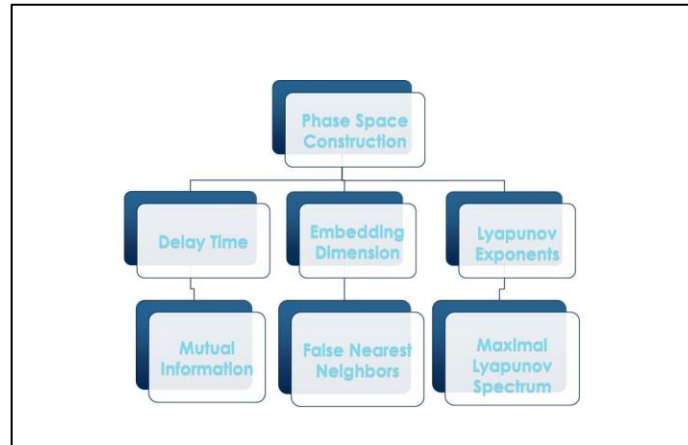 Phase Space
Construction
Delay Time
Embedding
Dimension
Lyapunov
Exponents
Mutual
Information
False Nearest
Neighbors
Maximal
Lyapunov
Spectrum